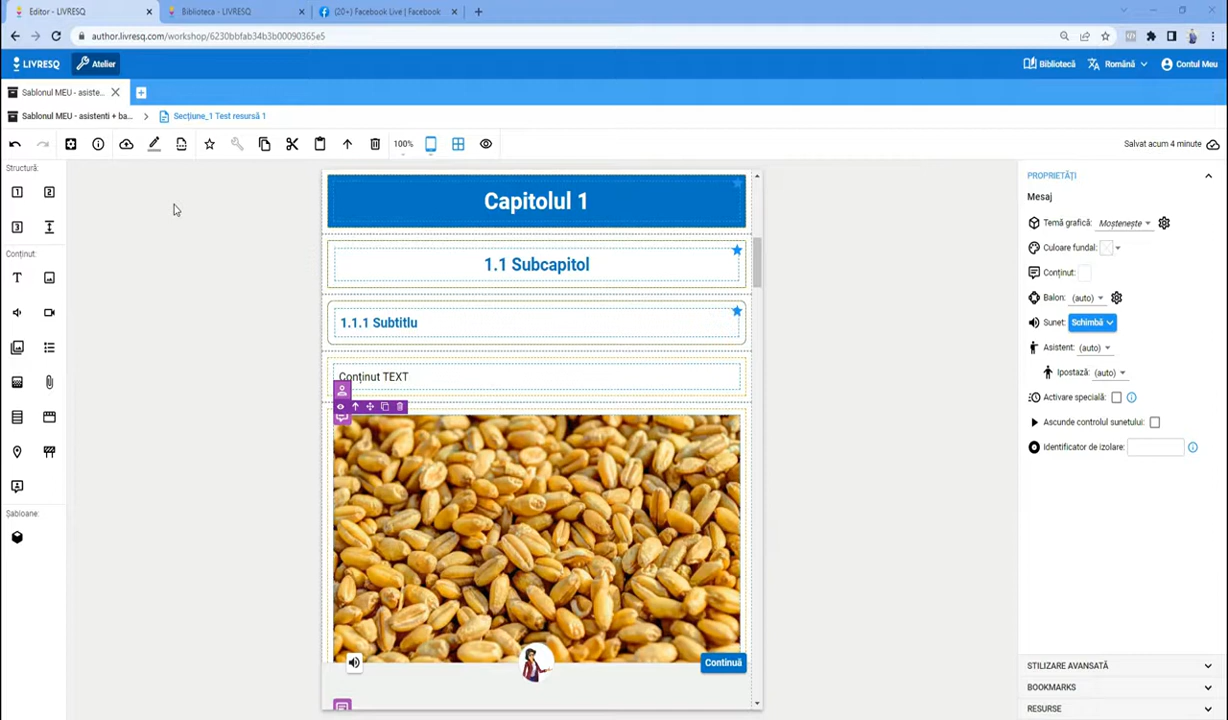 Editor - LIVRESQ
Biblioteca - LIVRESQ
(20+) Facebook Live | Facebook
author.livresq.com/workshop/6230bbfab34b3b00090365e5
LIVRESQ
Atelier
Bibliotecă
Română
Contul Meu
Sablonul MEU - asiste...
Sablonul MEU - asistenti + ba...
Secțiune_1 Test resursă 1
100%
Salvat acum 4 minute
Structură:
1
2
3
Conținut:
Șabloane:
Capitolul 1
1.1 Subcapitol
1.1.1 Subtitlu
Conținut TEXT
Continuă
PROPRIETĂȚI
Mesaj
Temă grafică: Moștenește
Culoare fundal:
Conținut:
Balon: (auto)
Sunet: Schimbă
Asistent: (auto)
Ipostază: (auto)
Activare specială:
Ascunde controlul sunetului:
Identificator de izolare:
STILIZARE AVANSATĂ
BOOKMARKS
RESURSE